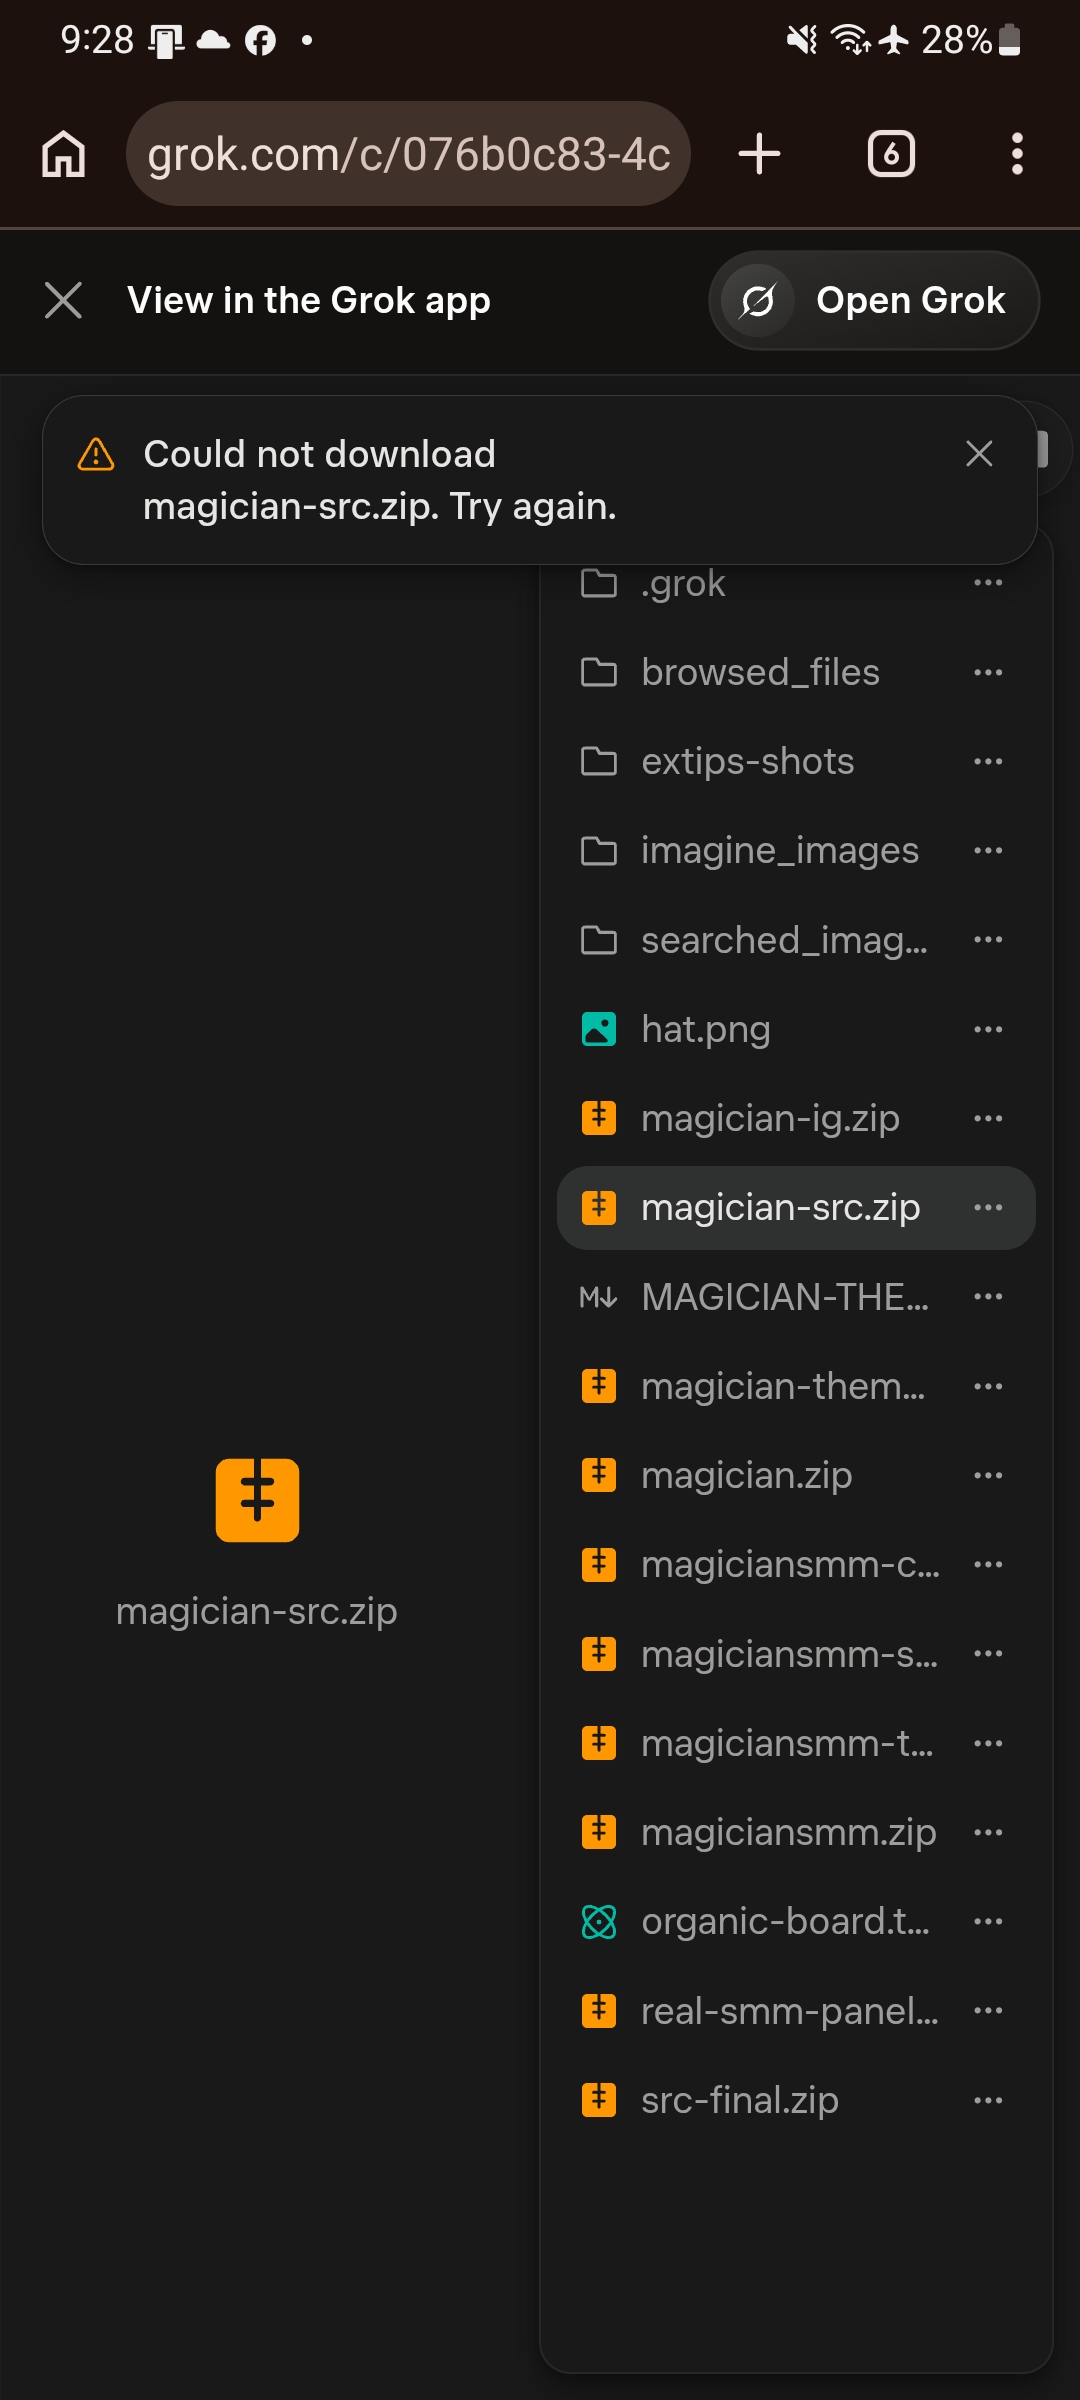 9:28
28%
grok.com/c/076b0c83-4c
6
View in the Grok app
Open Grok
Could not download
magician-src.zip. Try again.
.grok
browsed_files
extips-shots
imagine_images
searched_imag...
hat.png
magician-ig.zip
magician-src.zip
MAGICIAN-THE...
magician-them...
magician.zip
magiciansmm-c...
magician-src.zip
magiciansmm-s...
magiciansmm-t...
magiciansmm.zip
organic-board.t...
real-smm-panel...
src-final.zip